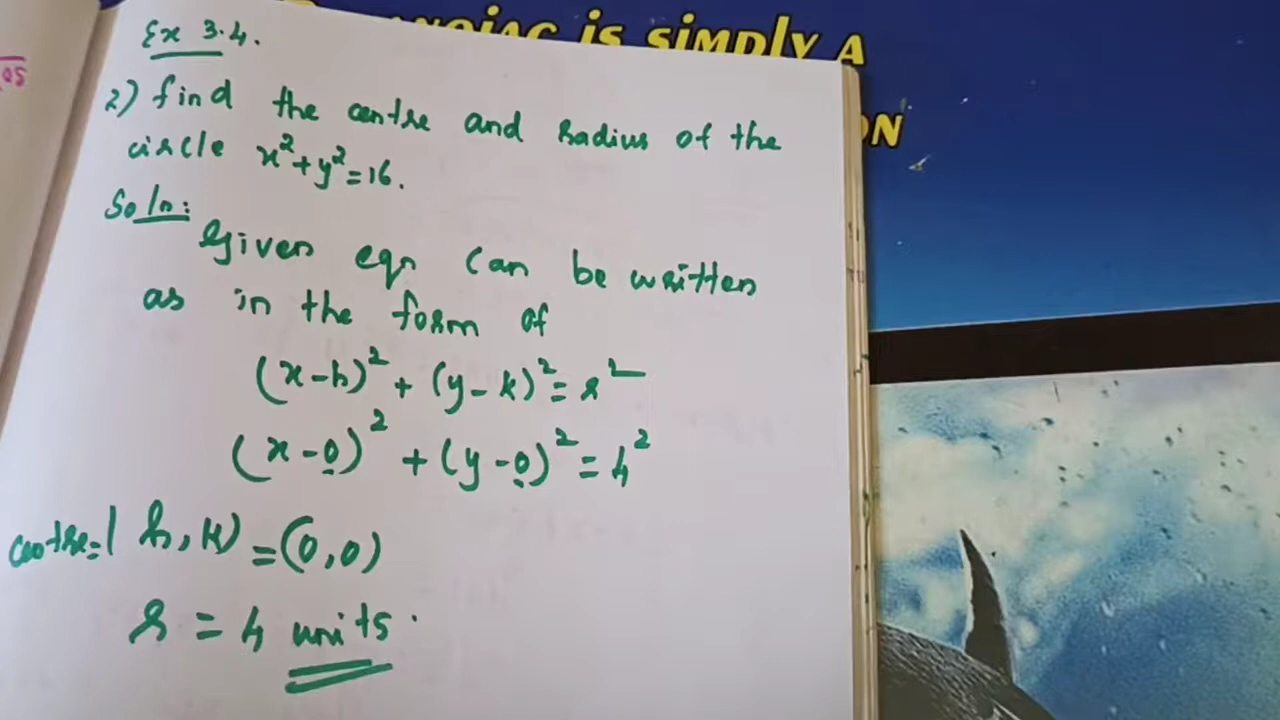 Ex 3.4.
2) find the centre and radius of the
circle x²+y²=16.
Soln:
Given eqn can be written
as in the form of
(x-h)² + (y-k)² = r²
(x-0)² + (y-0)² = 4²
centre=(h,k) = (0,0)
r = 4 units.
is simply A
ON
05